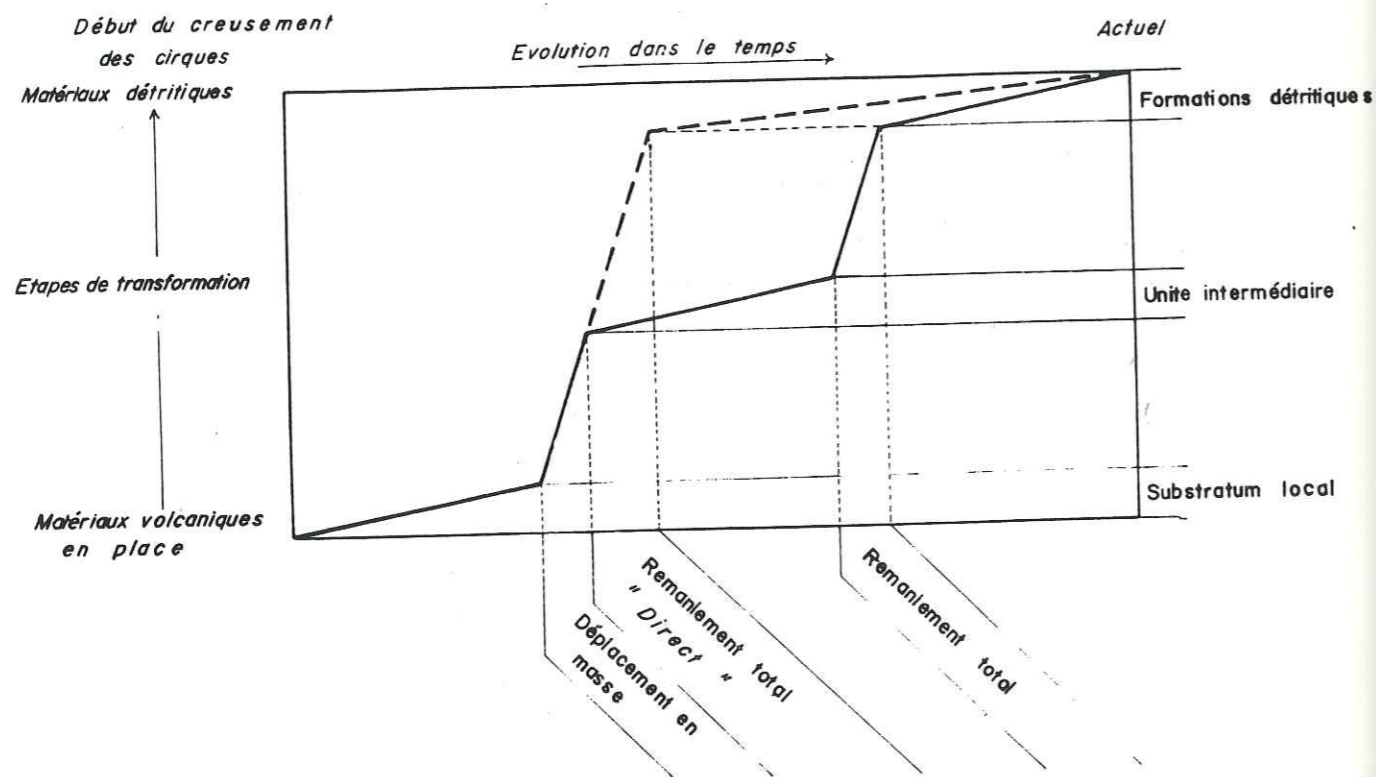 Début du creusement
des cirques
Evolution dans le temps
Actuel
Matériaux détritiques
Formations détritiques
Etapes de transformation
Unite intermédiaire
Substratum local
Matériaux volcaniques
en place
Remaniement total
" Direct "
Déplacement en
masse
Remaniement
total